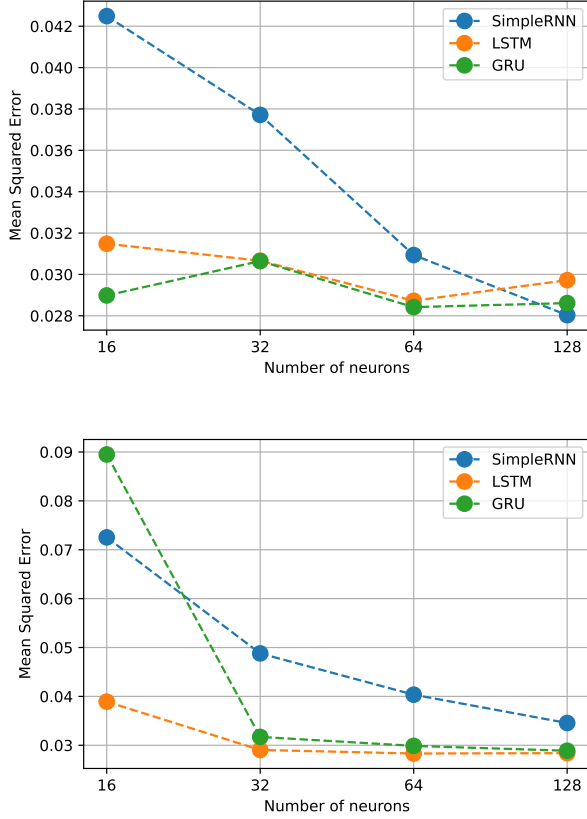 0.042
0.040
0.038
0.036
0.034
0.032
0.030
0.028
Mean Squared Error
SimpleRNN
LSTM
GRU
16 32 64 128
Number of neurons
0.09
0.08
0.07
0.06
0.05
0.04
0.03
Mean Squared Error
SimpleRNN
LSTM
GRU
16 32 64 128
Number of neurons